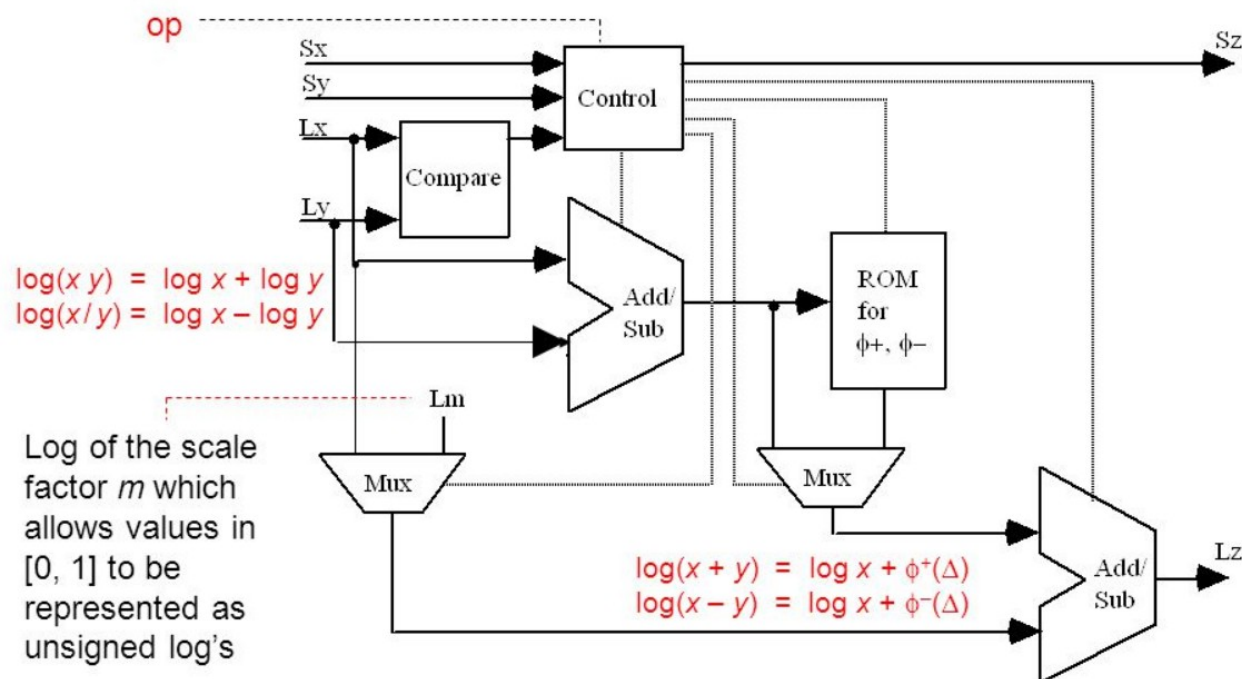 op
Sx
Sz
Sy
Control
Lx
Compare
Ly
log(x y) = log x + log y
log(x/y) = log x – log y
Add/
Sub
ROM
for
ϕ+, ϕ−
Lm
Log of the scale
factor m which
allows values in
[0, 1] to be
represented as
unsigned log's
Mux
Mux
log(x + y) = log x + ϕ⁺(Δ)
log(x – y) = log x + ϕ⁻(Δ)
Add/
Sub
Lz